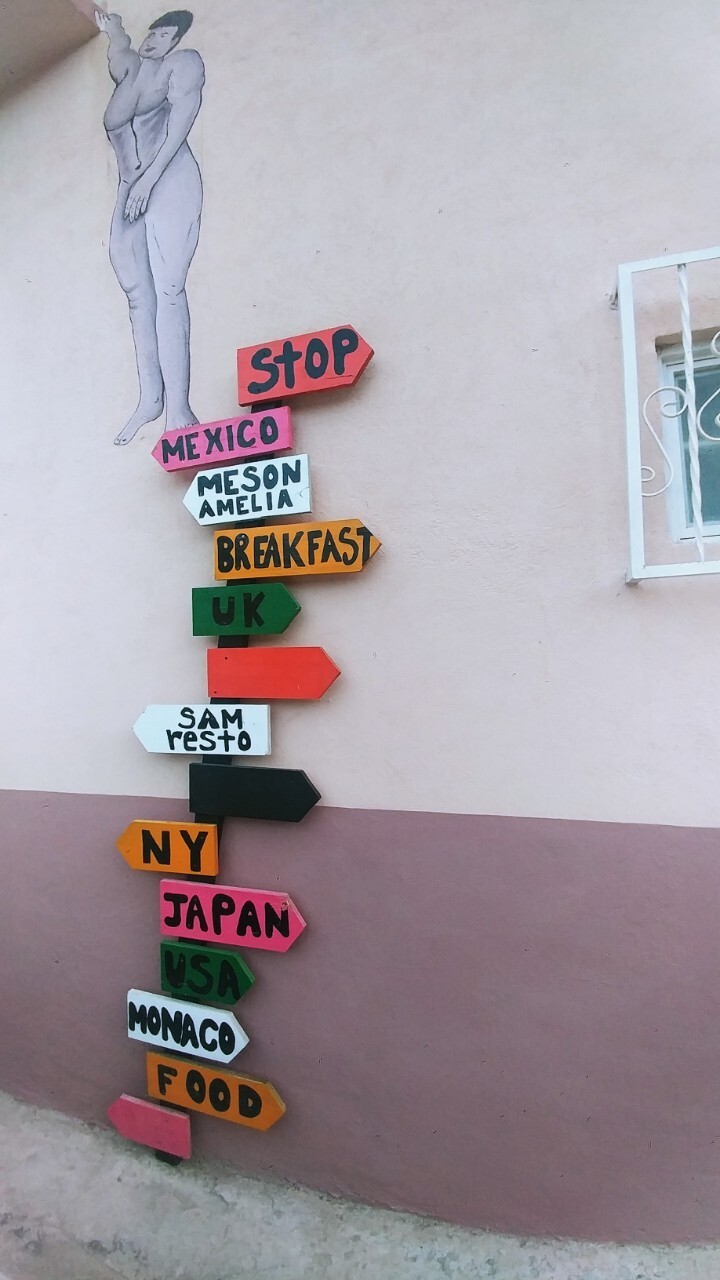 StOP
MEXICO
MESON
AMELIA
BREAKFAST
UK
SAM
resto
NY
JAPAN
USA
MONACO
FOOD